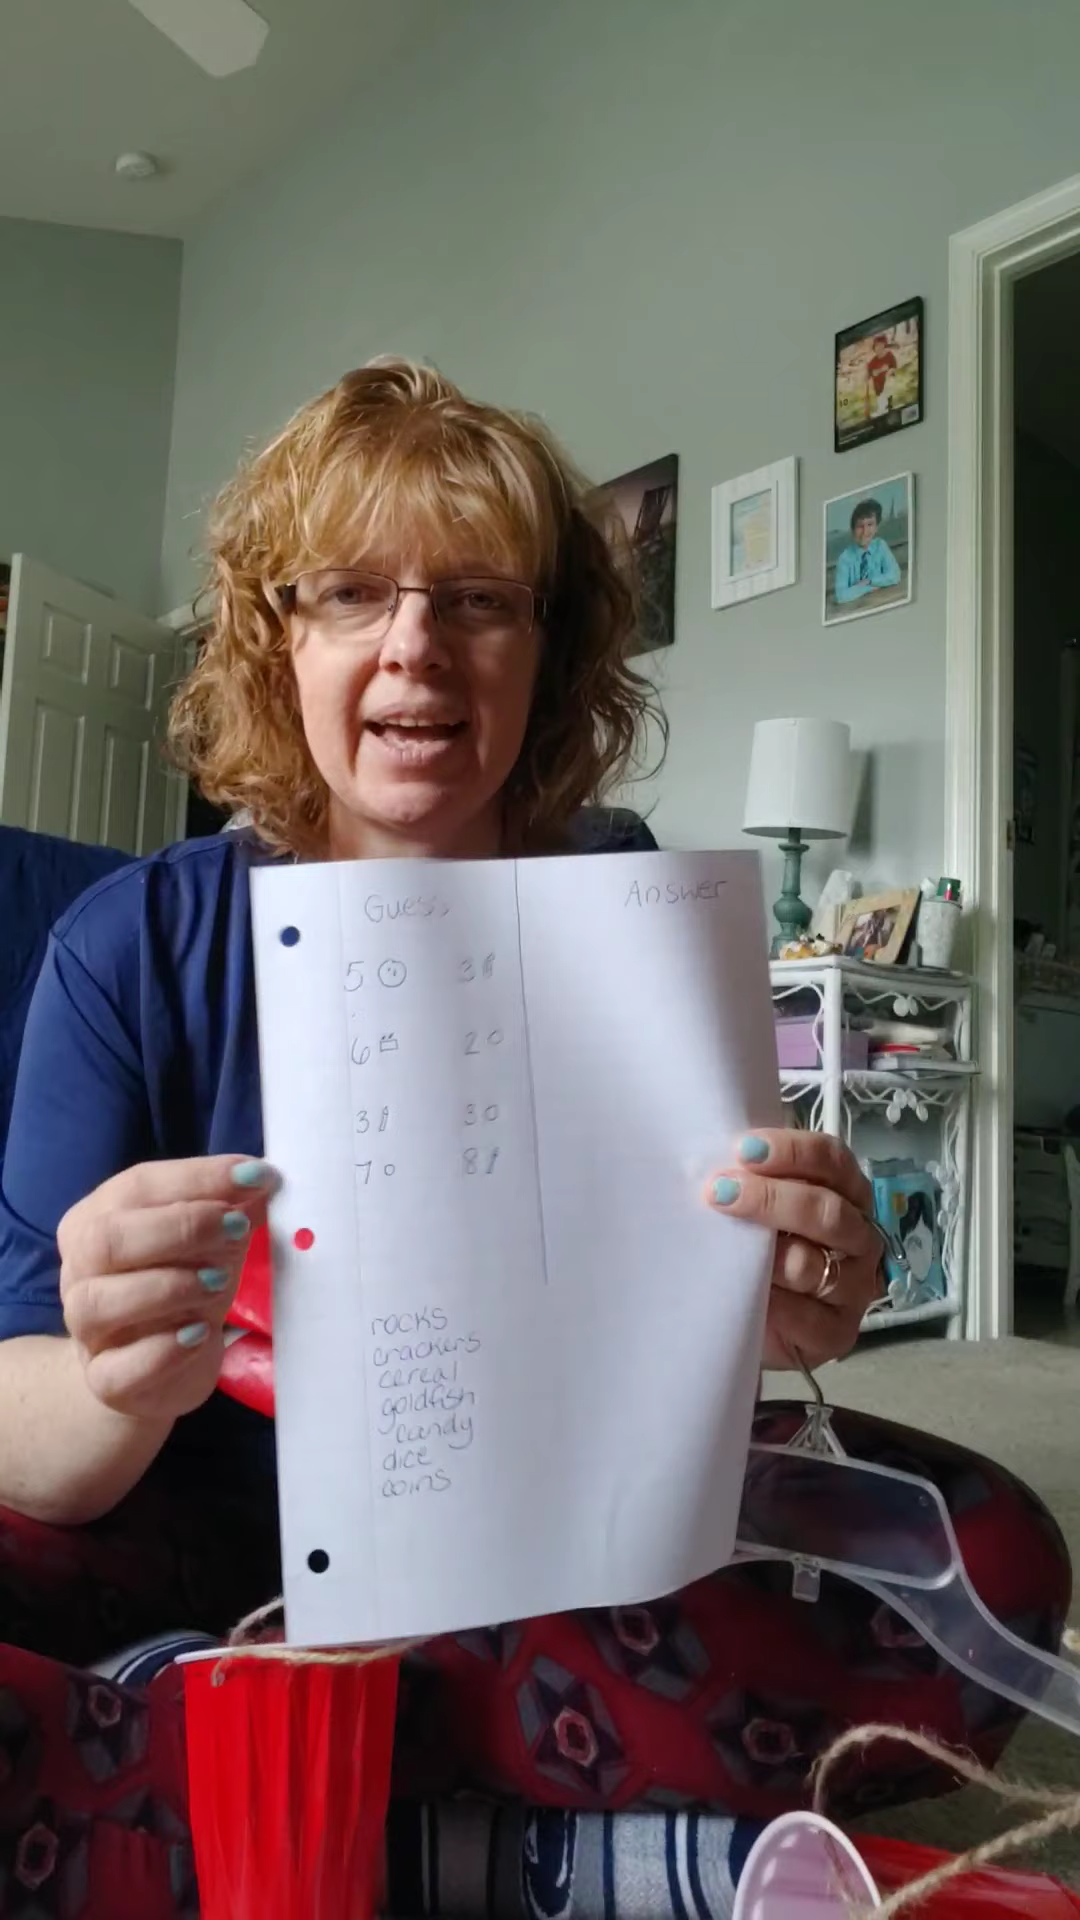 Guess Answer
5 3
6 2
3 3
7 8
rocks
crackers
cereal
goldfish
candy
dice
coins